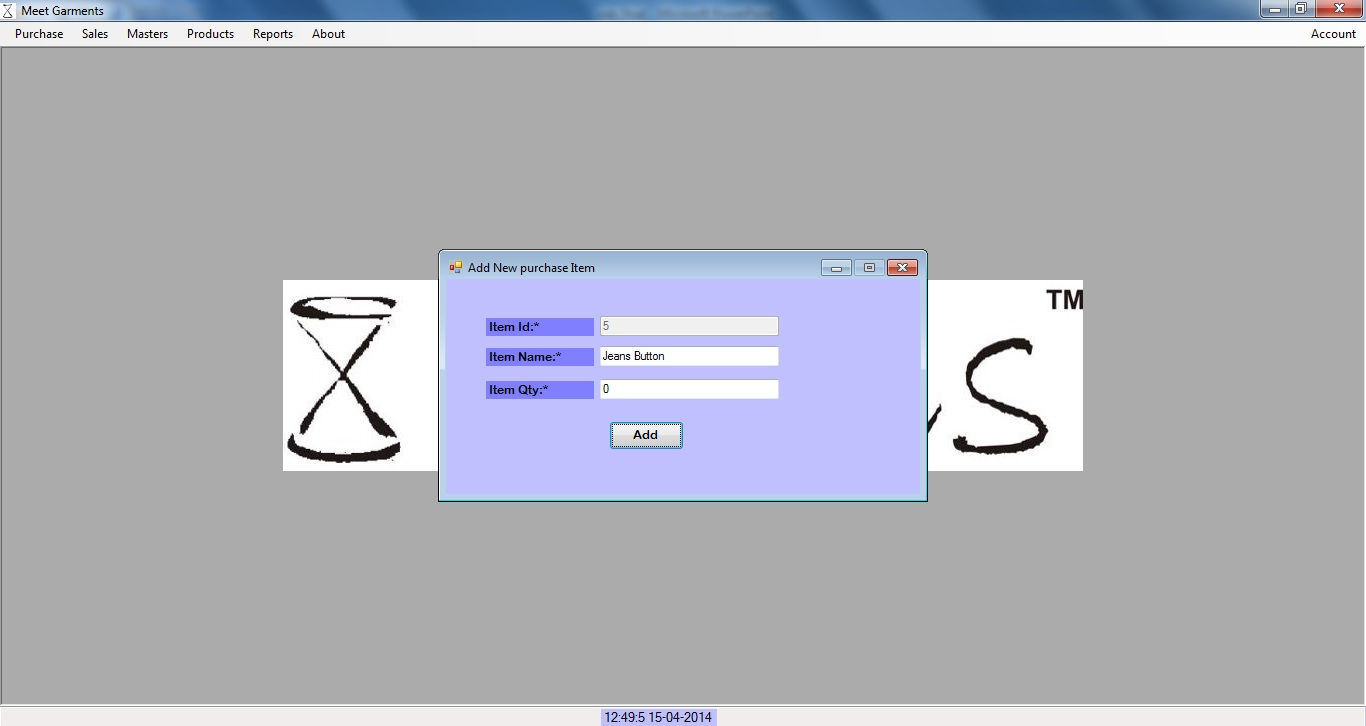 Meet Garments
Purchase Sales Masters Products Reports About Account
Add New purchase Item
TM
Item Id:* 5
Item Name:* Jeans Button
Item Qty:* 0
S
Add
12:49:5 15-04-2014